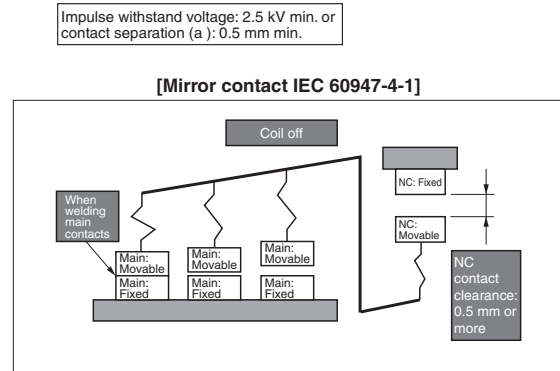 Impulse withstand voltage: 2.5 kV min. or
contact separation (a ): 0.5 mm min.
[Mirror contact IEC 60947-4-1]
Coil off
NC: Fixed
When
welding
main
contacts
NC:
Movable
Main:
Movable
Main:
Movable
Main:
Movable
Main:
Fixed
Main:
Fixed
Main:
Fixed
NC
contact
clearance:
0.5 mm or
more